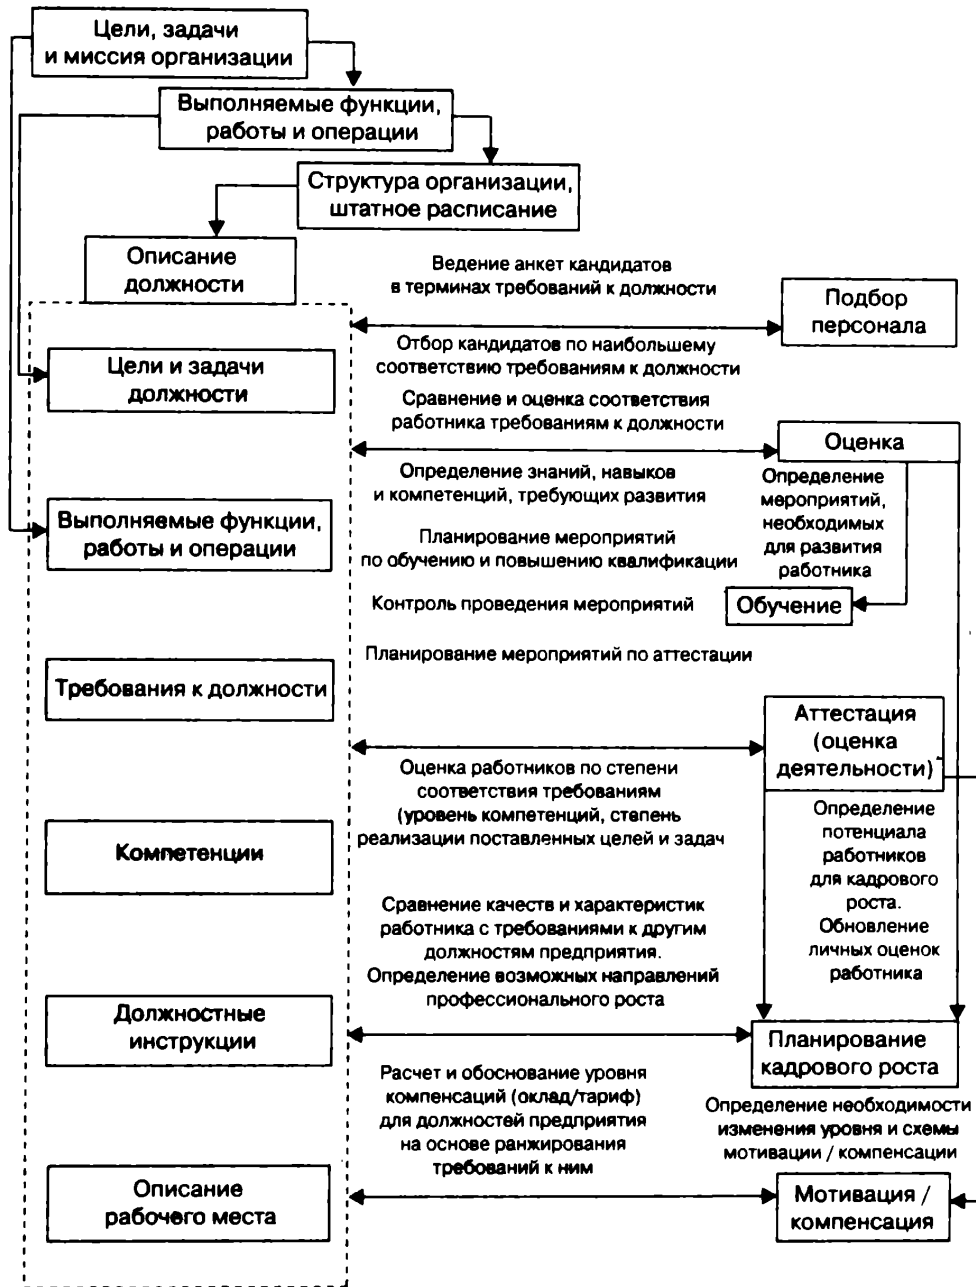 Цели, задачи
и миссия организации
Выполняемые функции,
работы и операции
Структура организации,
штатное расписание
Описание
должности
Ведение анкет кандидатов
в терминах требований к должности
Подбор
персонала
Отбор кандидатов по наибольшему
соответствию требованиям к должности
Цели и задачи
должности
Сравнение и оценка соответствия
работника требованиям к должности
Оценка
Определение знаний, навыков
и компетенций, требующих развития
Определение
мероприятий,
необходимых
для развития
работника
Выполняемые функции,
работы и операции
Планирование мероприятий
по обучению и повышению квалификации
Контроль проведения мероприятий
Обучение
Планирование мероприятий по аттестации
Требования к должности
Аттестация
(оценка
деятельности)
Оценка работников по степени
соответствия требованиям
(уровень компетенций, степень
реализации поставленных целей и задач
Определение
потенциала
работников
для кадрового
роста.
Обновление
личных оценок
работника
Компетенции
Сравнение качеств и характеристик
работника с требованиями к другим
должностям предприятия.
Определение возможных направлений
профессионального роста
Должностные
инструкции
Планирование
кадрового роста
Расчет и обоснование уровня
компенсаций (оклад/тариф)
для должностей предприятия
на основе ранжирования
требований к ним
Определение необходимости
изменения уровня и схемы
мотивации / компенсации
Описание
рабочего места
Мотивация /
компенсация